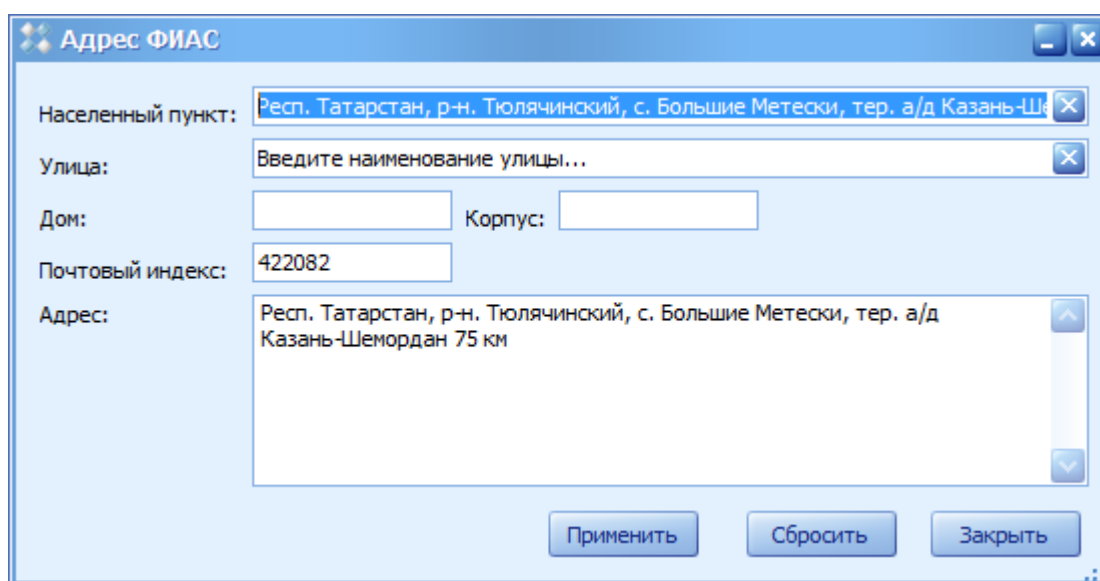 Адрес ФИАС
Населенный пункт: Респ. Татарстан, р-н. Тюлячинский, с. Большие Метески, тер. а/д Казань-Ше
Улица: Введите наименование улицы...
Дом: Корпус:
Почтовый индекс: 422082
Адрес: Респ. Татарстан, р-н. Тюлячинский, с. Большие Метески, тер. а/д
Казань-Шемордан 75 км
Применить Сбросить Закрыть